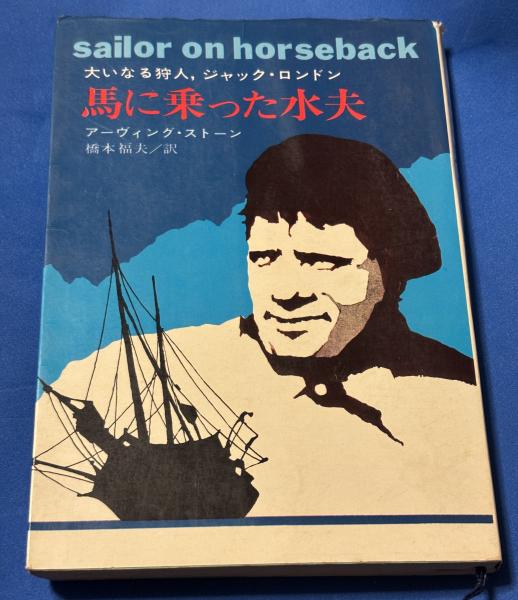 sailor on horseback
大いなる狩人，ジャック・ロンドン
馬に乗った水夫
アーヴィング・ストーン
橋本福夫／訳